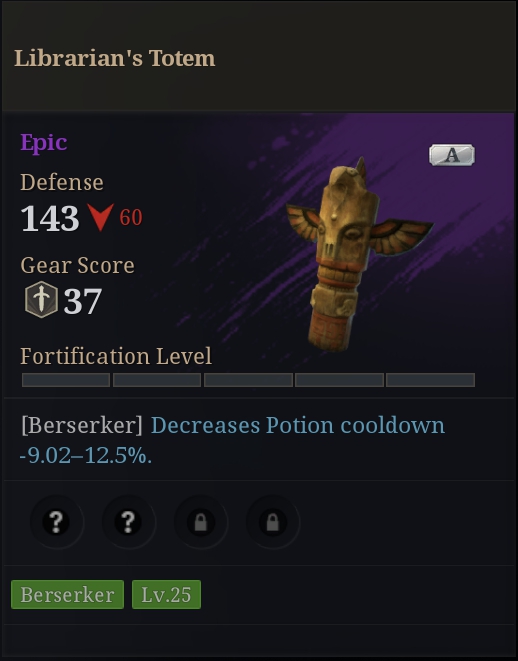 Librarian's Totem
Epic
A
Defense
143 60
Gear Score
37
Fortification Level
[Berserker] Decreases Potion cooldown
-9.02–12.5%.
? ?
Berserker Lv.25